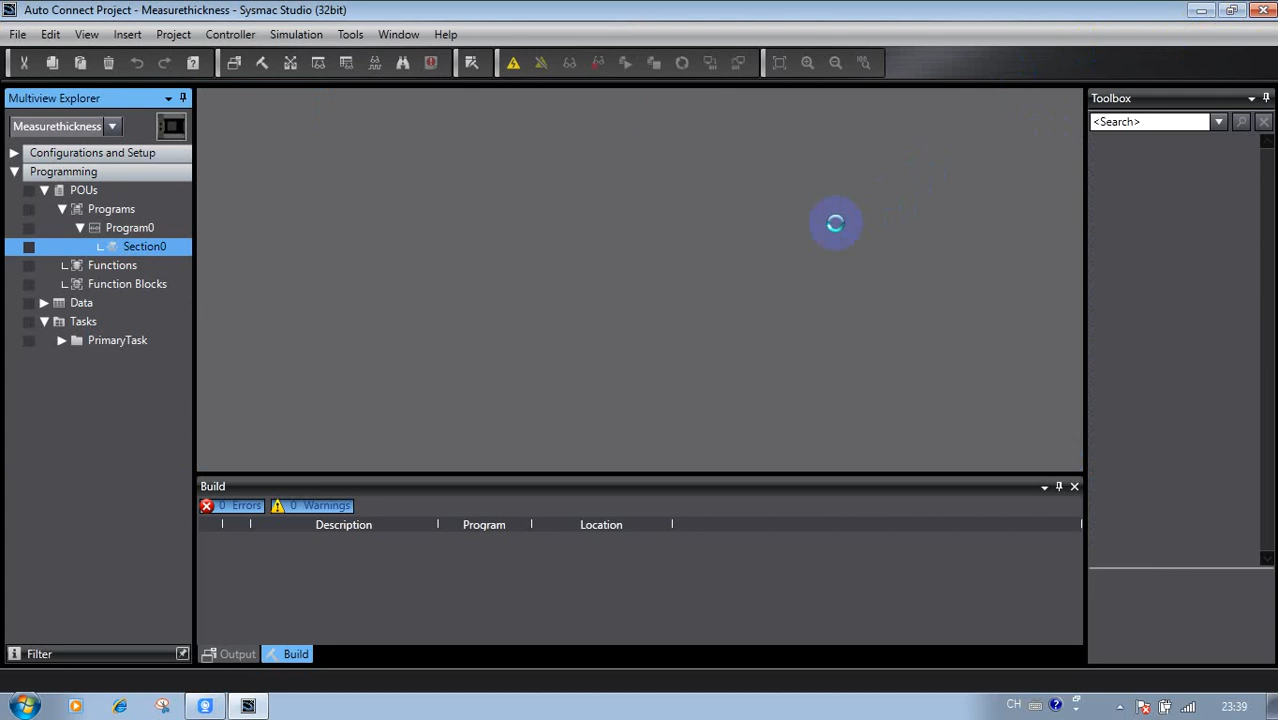 Auto Connect Project - Measurethickness - Sysmac Studio (32bit)
File Edit View Insert Project Controller Simulation Tools Window Help
Multiview Explorer
Measurethickness
Configurations and Setup
Programming
POUs
Programs
Program0
Section0
Functions
Function Blocks
Data
Tasks
PrimaryTask
Filter
Build
0 Errors
0 Warnings
Description Program Location
Output
Build
Toolbox
<Search>
CH
23:39